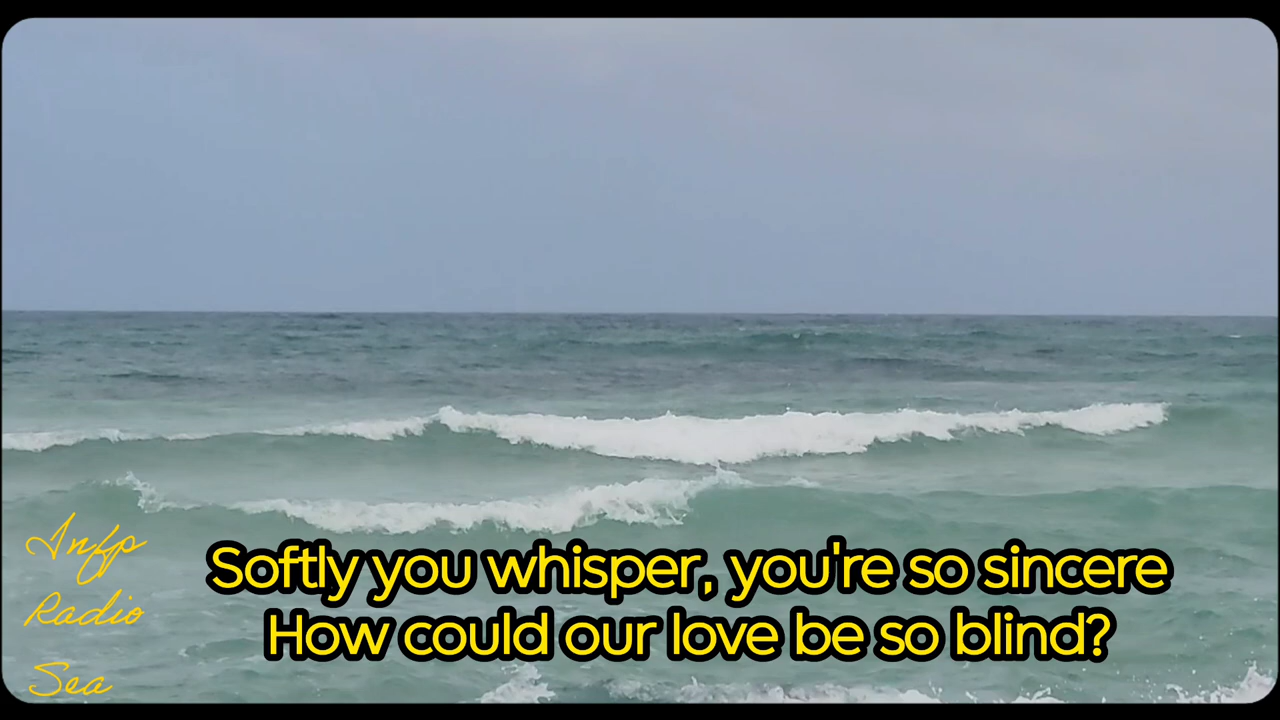 Softly you whisper, you're so sincere
How could our love be so blind?
Infp
Radio
Sea